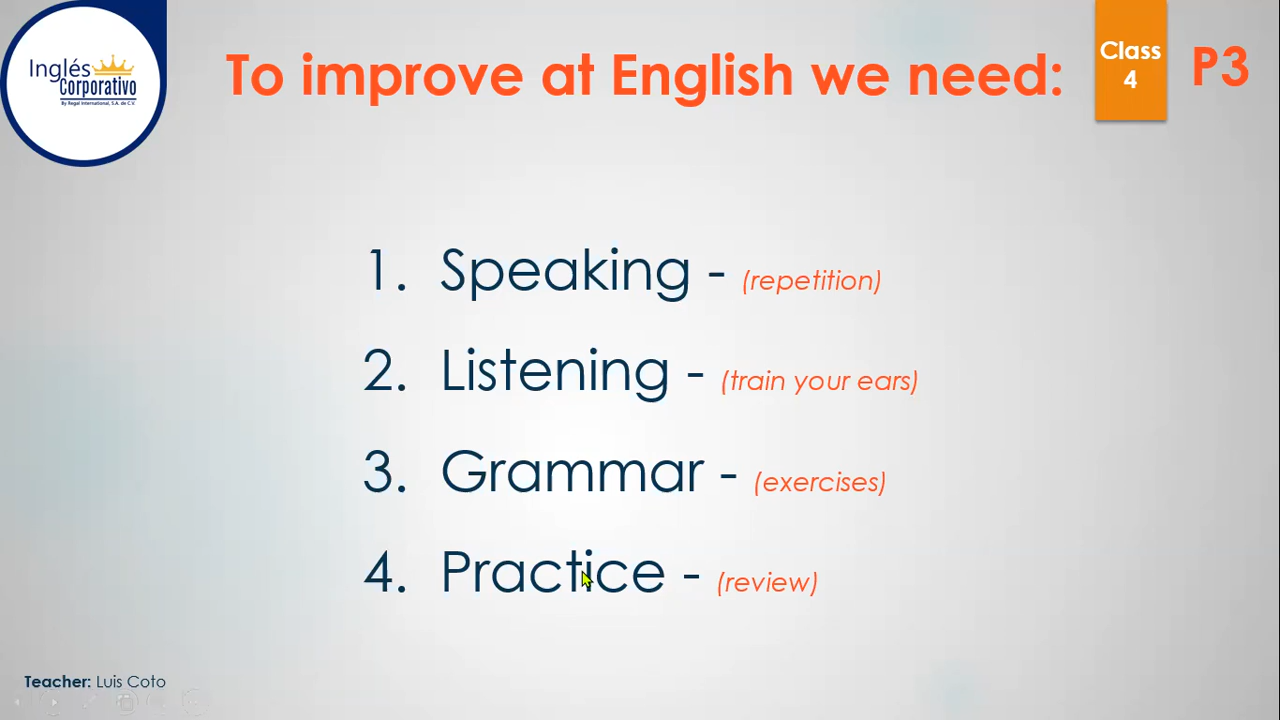 Inglés
Corporativo
By Regal International, S.A. de C.V.
To improve at English we need:
Class
4
P3
1. Speaking - (repetition)
2. Listening - (train your ears)
3. Grammar - (exercises)
4. Practice - (review)
Teacher: Luis Coto